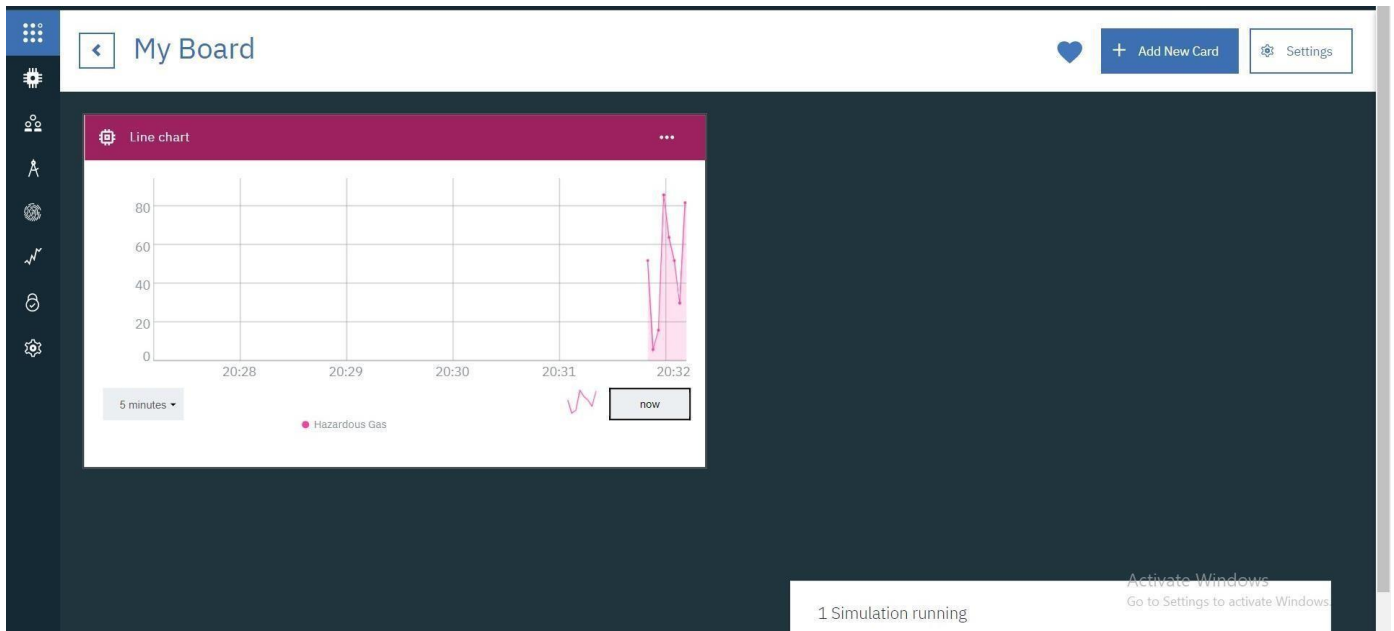 My Board
+ Add New Card
Settings
Line chart
80
60
40
20
0
20:28 20:29 20:30 20:31 20:32
5 minutes
now
Hazardous Gas
Activate Windows
Go to Settings to activate Windows.
1 Simulation running